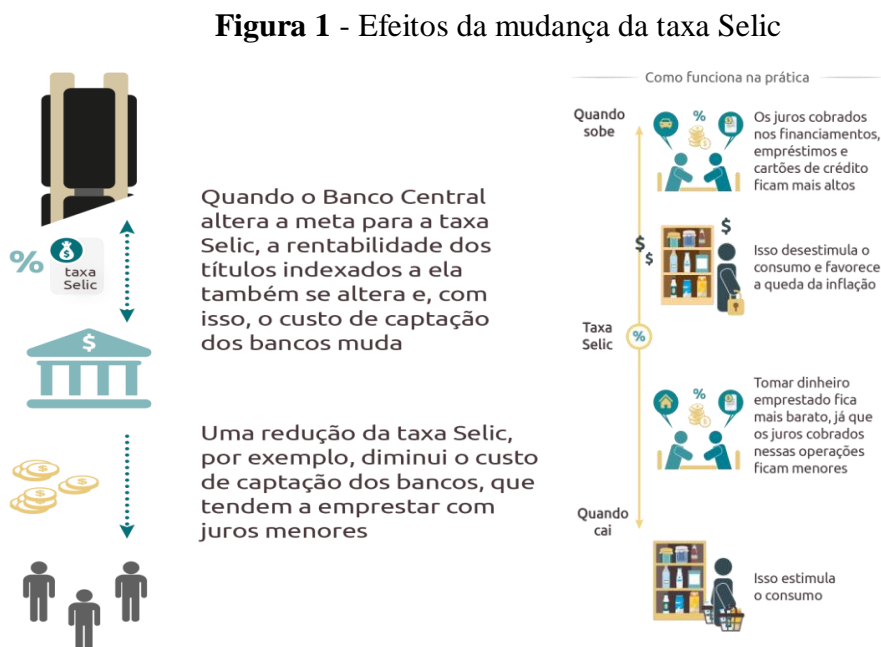 Figura 1 - Efeitos da mudança da taxa Selic
%
$
taxa
Selic
Quando o Banco Central
altera a meta para a taxa
Selic, a rentabilidade dos
títulos indexados a ela
também se altera e, com
isso, o custo de captação
dos bancos muda
$
Uma redução da taxa Selic,
por exemplo, diminui o custo
de captação dos bancos, que
tendem a emprestar com
juros menores
Como funciona na prática
Quando
sobe
%
Os juros cobrados
nos financiamentos,
empréstimos e
cartões de crédito
ficam mais altos
$
$
$
Isso desestimula o
consumo e favorece
a queda da inflação
Taxa
Selic
%
%
Tomar dinheiro
emprestado fica
mais barato, já que
os juros cobrados
nessas operações
ficam menores
Quando
cai
Isso estimula
o consumo